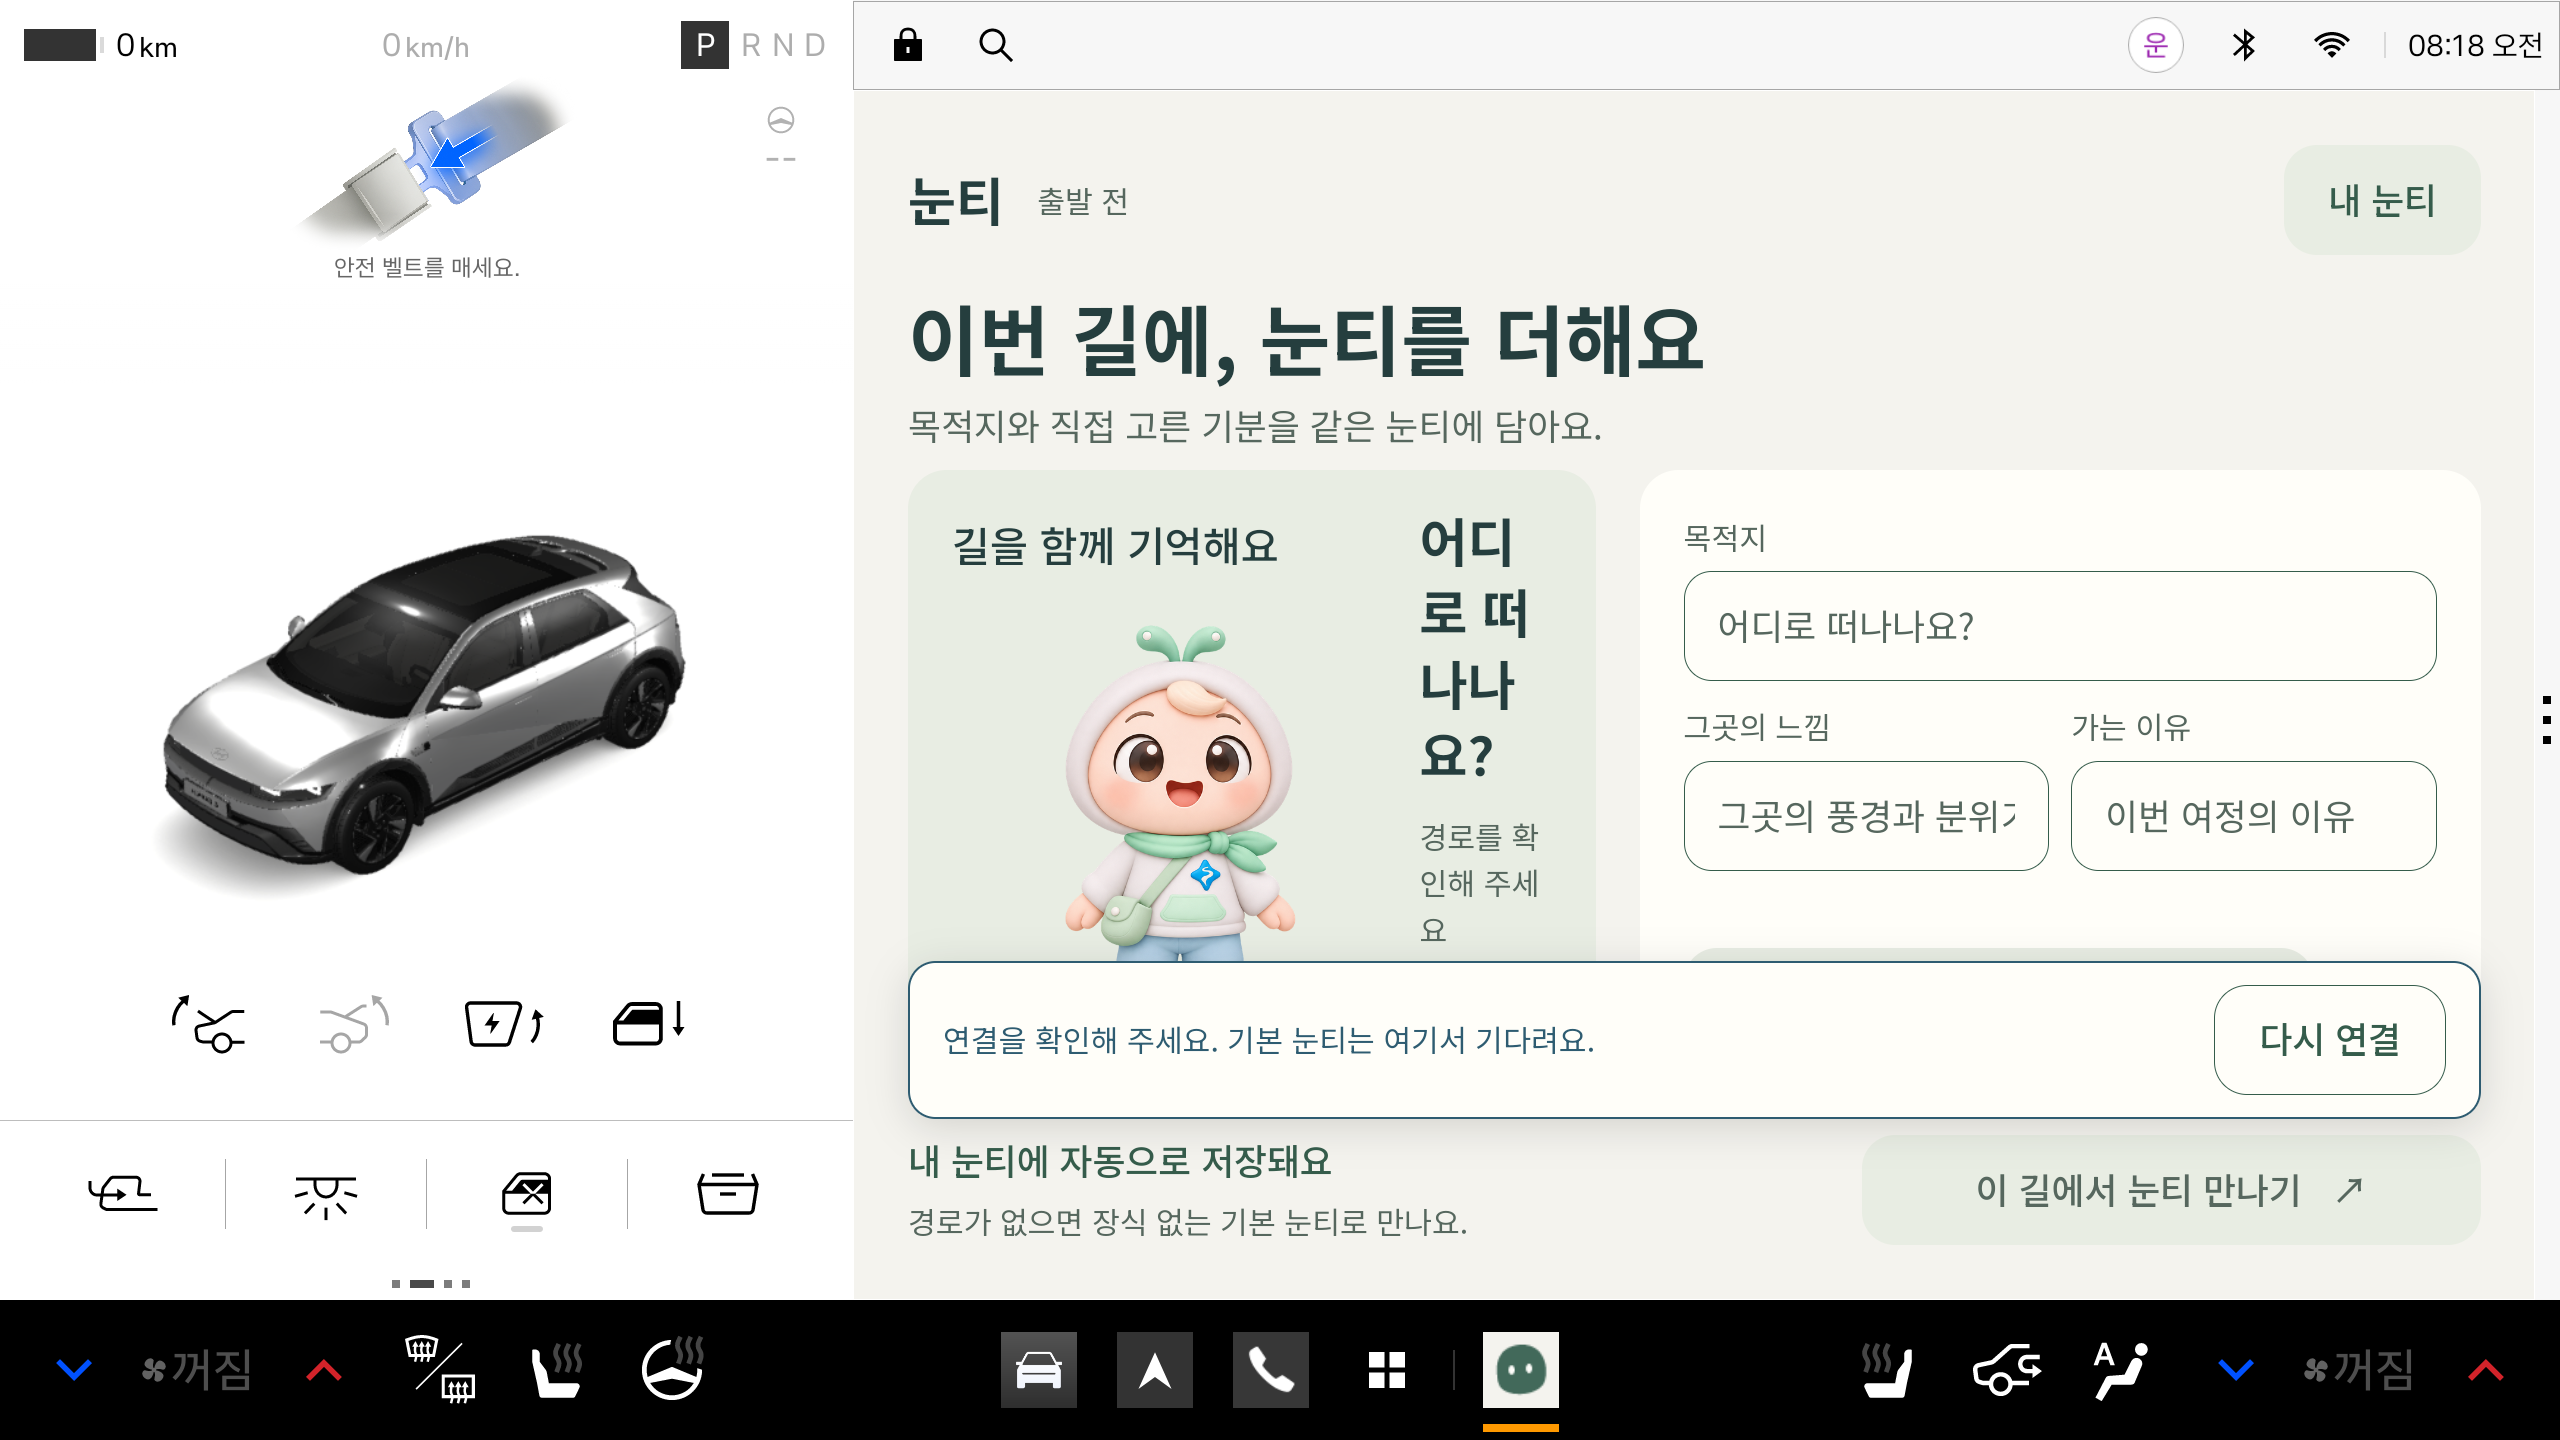 0 km
0 km/h
P R N D
운
08:18 오전
안전 벨트를 매세요.
눈티
출발 전
내 눈티
이번 길에, 눈티를 더해요
목적지와 직접 고른 기분을 같은 눈티에 담아요.
길을 함께 기억해요
어디
로 떠
나나
요?
경로를 확
인해 주세
요
목적지
어디로 떠나나요?
그곳의 느낌
가는 이유
그곳의 풍경과 분위
이번 여정의 이유
연결을 확인해 주세요. 기본 눈티는 여기서 기다려요.
다시 연결
내 눈티에 자동으로 저장돼요
경로가 없으면 장식 없는 기본 눈티로 만나요.
이 길에서 눈티 만나기 ↗
꺼짐
A
꺼짐